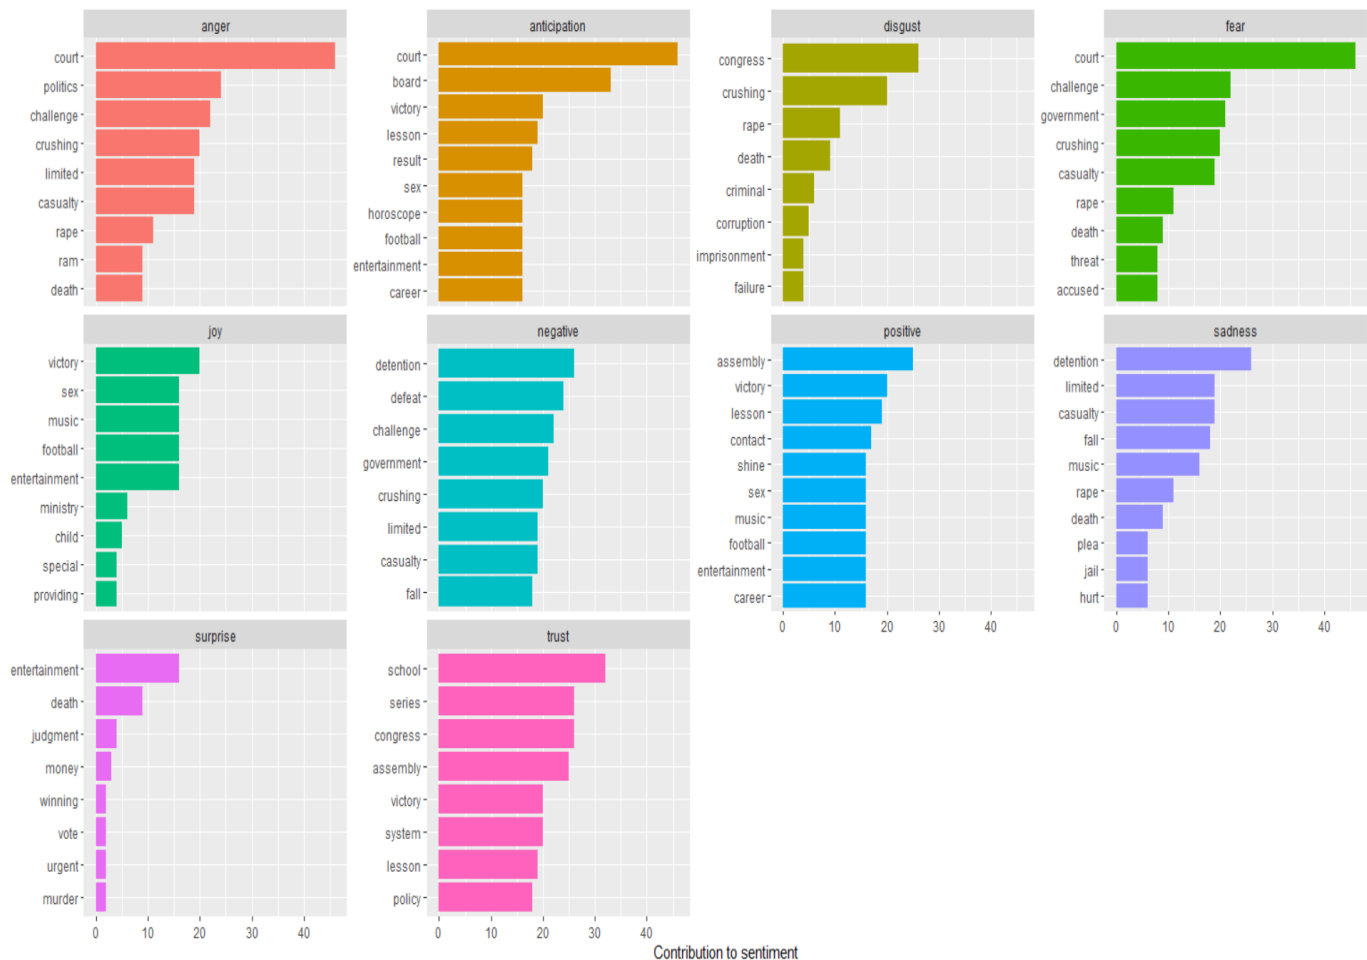 anger
court
politics
challenge
crushing
limited
casualty
rape
ram
death
anticipation
court
board
victory
lesson
result
sex
horoscope
football
entertainment
career
disgust
congress
crushing
rape
death
criminal
corruption
imprisonment
failure
fear
court
challenge
government
crushing
casualty
rape
death
threat
accused
joy
victory
sex
music
football
entertainment
ministry
child
special
providing
negative
detention
defeat
challenge
government
crushing
limited
casualty
fall
positive
assembly
victory
lesson
contact
shine
sex
music
football
entertainment
career
0 10 20 30 40
sadness
detention
limited
casualty
fall
music
rape
death
plea
jail
hurt
0 10 20 30 40
surprise
entertainment
death
judgment
money
winning
vote
urgent
murder
0 10 20 30 40
trust
school
series
congress
assembly
victory
system
lesson
policy
0 10 20 30 40
Contribution to sentiment